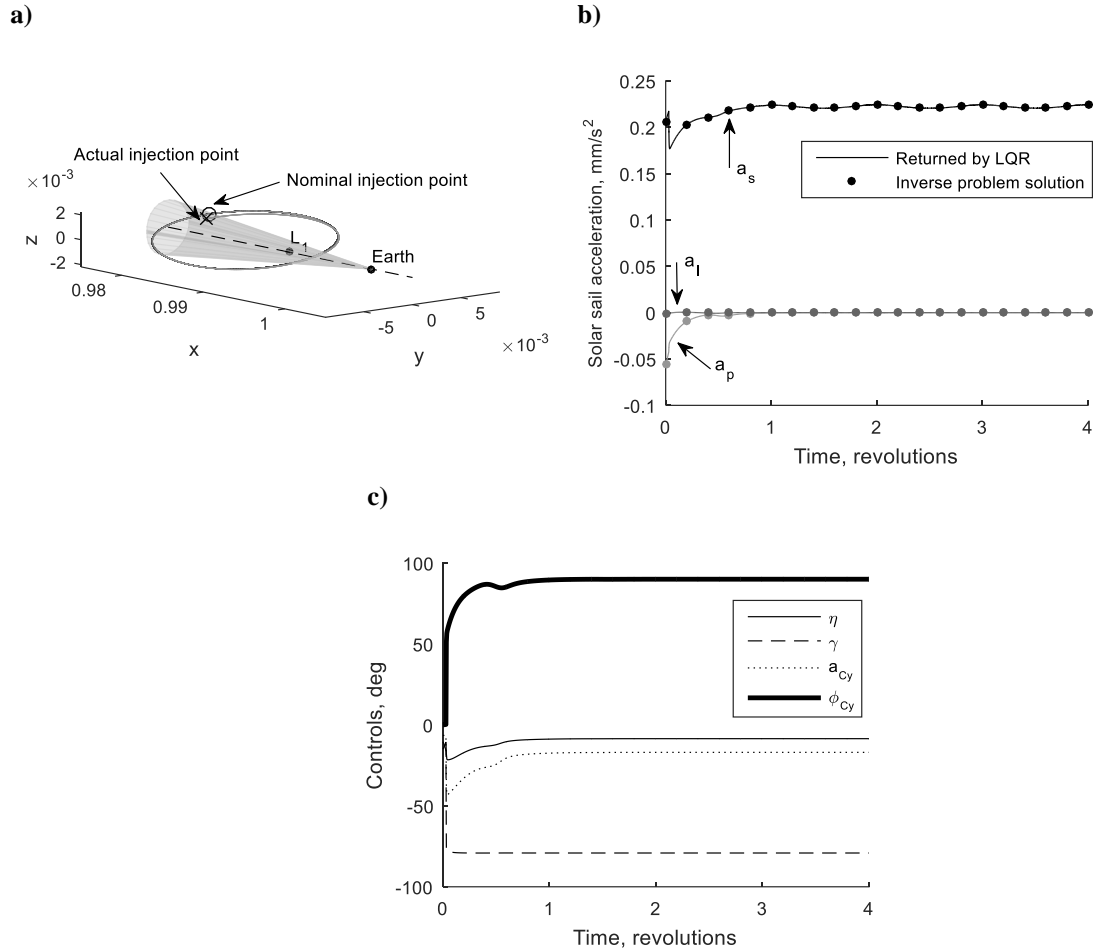 a)
Actual injection point
Nominal injection point
× 10-3
2
0
-2
z
L1
Earth
0.98
0.99
1
x
-5
0
5
× 10-3
y
b)
0.25
0.2
0.15
0.1
0.05
0
-0.05
-0.1
Solar sail acceleration, mm/s2
as
Returned by LQR
Inverse problem solution
al
ap
0
1
2
3
4
Time, revolutions
c)
100
50
0
-50
-100
Controls, deg
η
γ
aCy
ϕCy
0
1
2
3
4
Time, revolutions